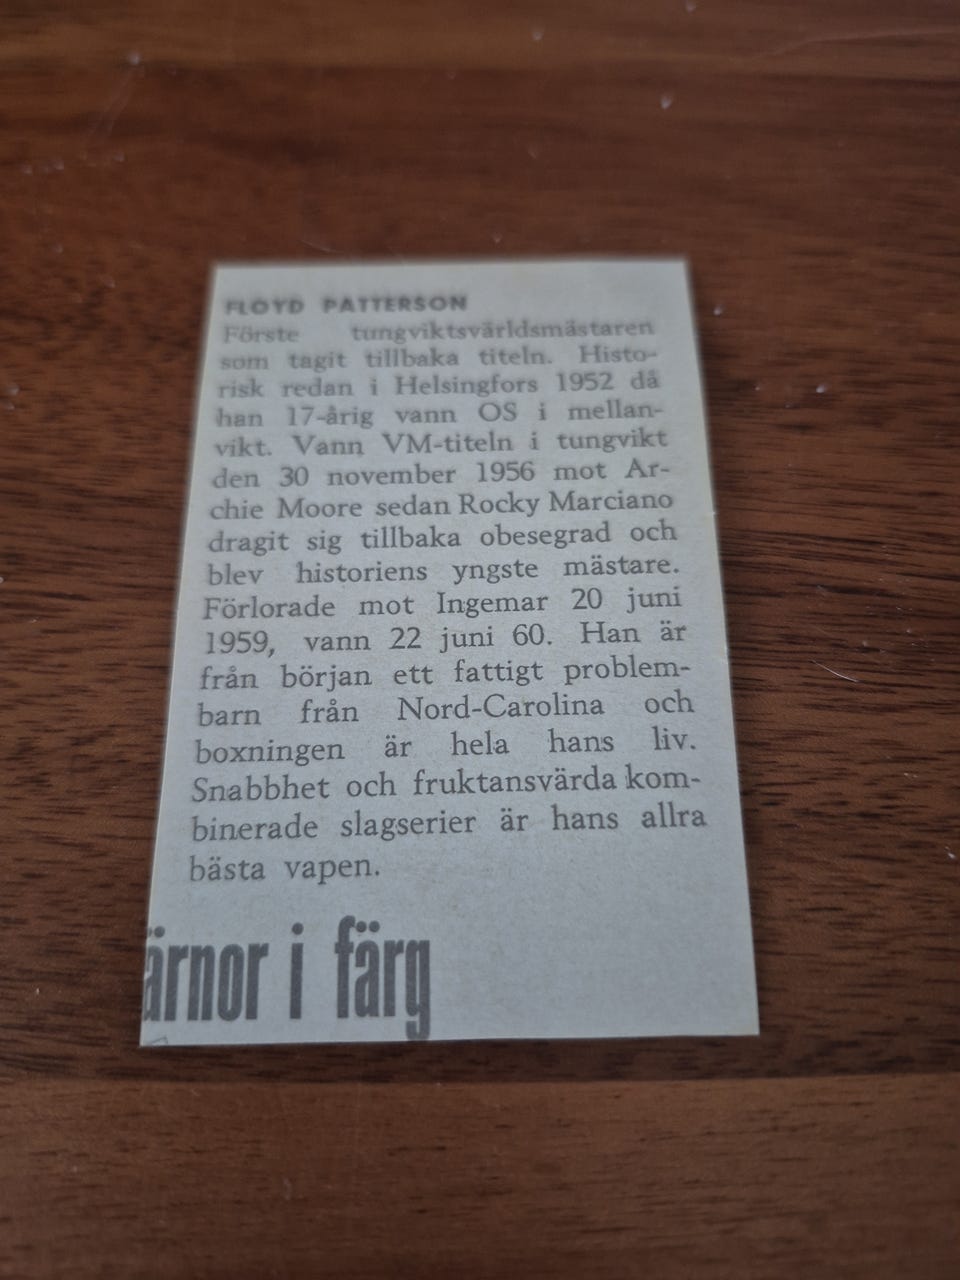 FLOYD PATTERSON
Förste tungviktsvärldsmästaren
som tagit tillbaka titeln. Histo-
risk redan i Helsingfors 1952 då
han 17-årig vann OS i mellan-
vikt. Vann VM-titeln i tungvikt
den 30 november 1956 mot Ar-
chie Moore sedan Rocky Marciano
dragit sig tillbaka obesegrad och
blev historiens yngste mästare.
Förlorade mot Ingemar 20 juni
1959, vann 22 juni 60. Han är
från början ett fattigt problem-
barn från Nord-Carolina och
boxningen är hela hans liv.
Snabbhet och fruktansvärda kom-
binerade slagserier är hans allra
bästa vapen.
ärnor i färg